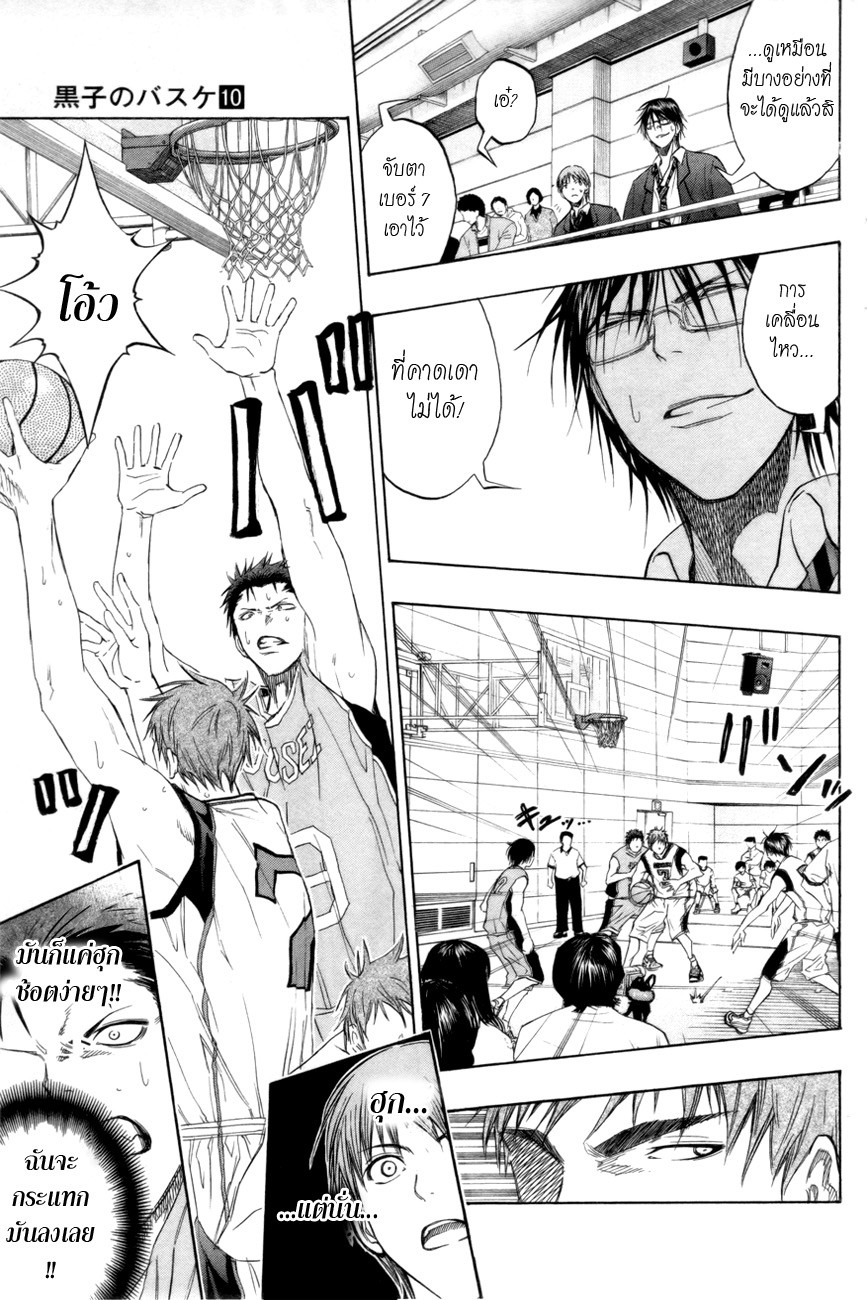 黒子のバスケ10
...ดูเหมือน
มีบางอย่างที่
จะได้ดูแล้วสิ
เอ๋?
จับตา
เบอร์ 7
เอาไว้
การ
เคลื่อน
ไหว...
ที่คาดเดา
ไม่ได้!
キュッ...
โอ้ว
มันก็แค่ฮุก
ช้อตง่ายๆ!!
ฮุก...
...แต่นั่น...
ฉันจะ
กระแทก
มันลงเลย
!!